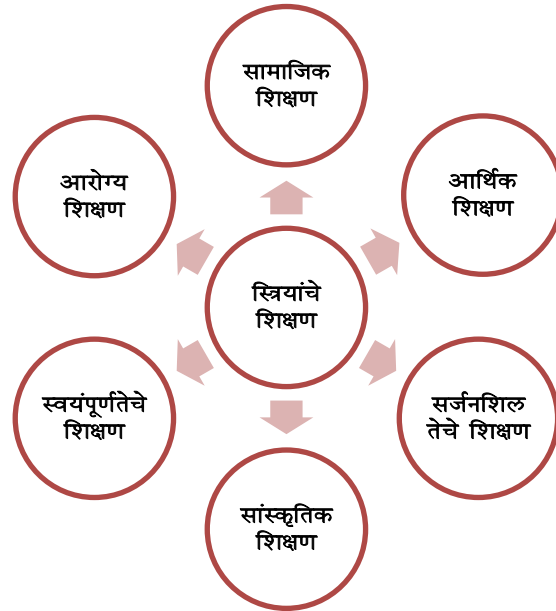 सामाजिक
शिक्षण
आरोग्य
शिक्षण
आर्थिक
शिक्षण
स्त्रियांचे
शिक्षण
स्वयंपूर्णतेचे
शिक्षण
सर्जनशिल
तेचे शिक्षण
सांस्कृतिक
शिक्षण